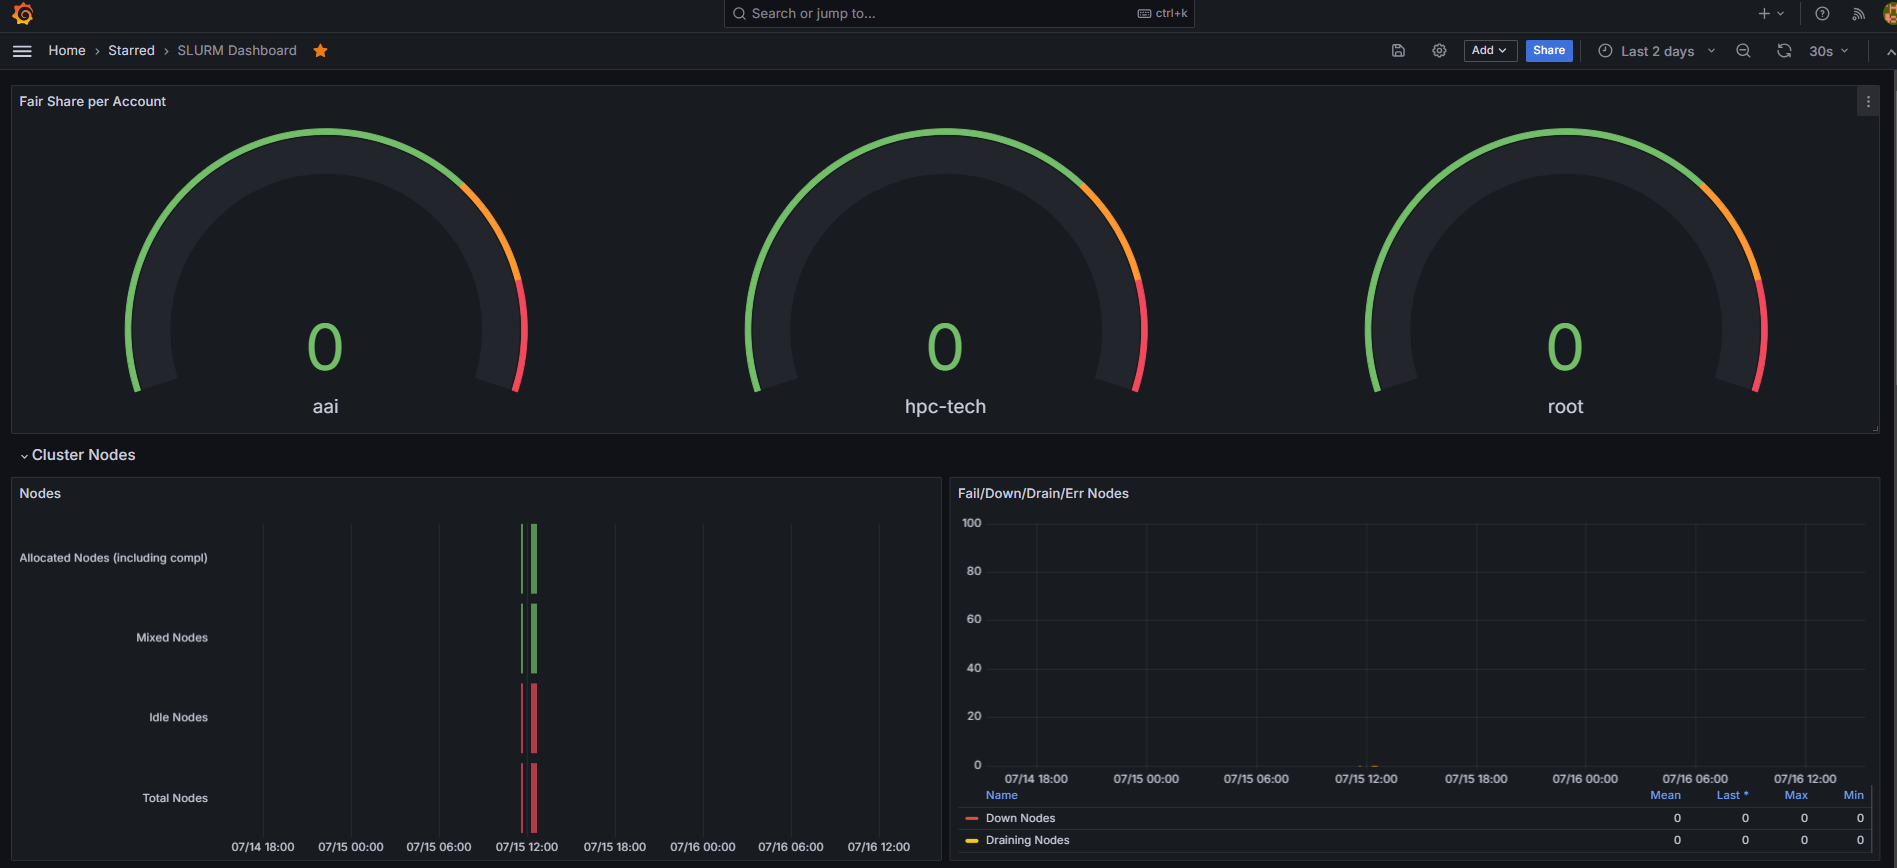 Search or jump to...
ctrl+k
Home
Starred
SLURM Dashboard
Add
Share
Last 2 days
30s
Fair Share per Account
0
aai
0
hpc-tech
0
root
Cluster Nodes
Nodes
Allocated Nodes (including compl)
Mixed Nodes
Idle Nodes
Total Nodes
07/14 18:00
07/15 00:00
07/15 06:00
07/15 12:00
07/15 18:00
07/16 00:00
07/16 06:00
07/16 12:00
Fail/Down/Drain/Err Nodes
100
80
60
40
20
0
07/14 18:00
07/15 00:00
07/15 06:00
07/15 12:00
07/15 18:00
07/16 00:00
07/16 06:00
07/16 12:00
Name Mean Last * Max Min
Down Nodes 0 0 0 0
Draining Nodes 0 0 0 0